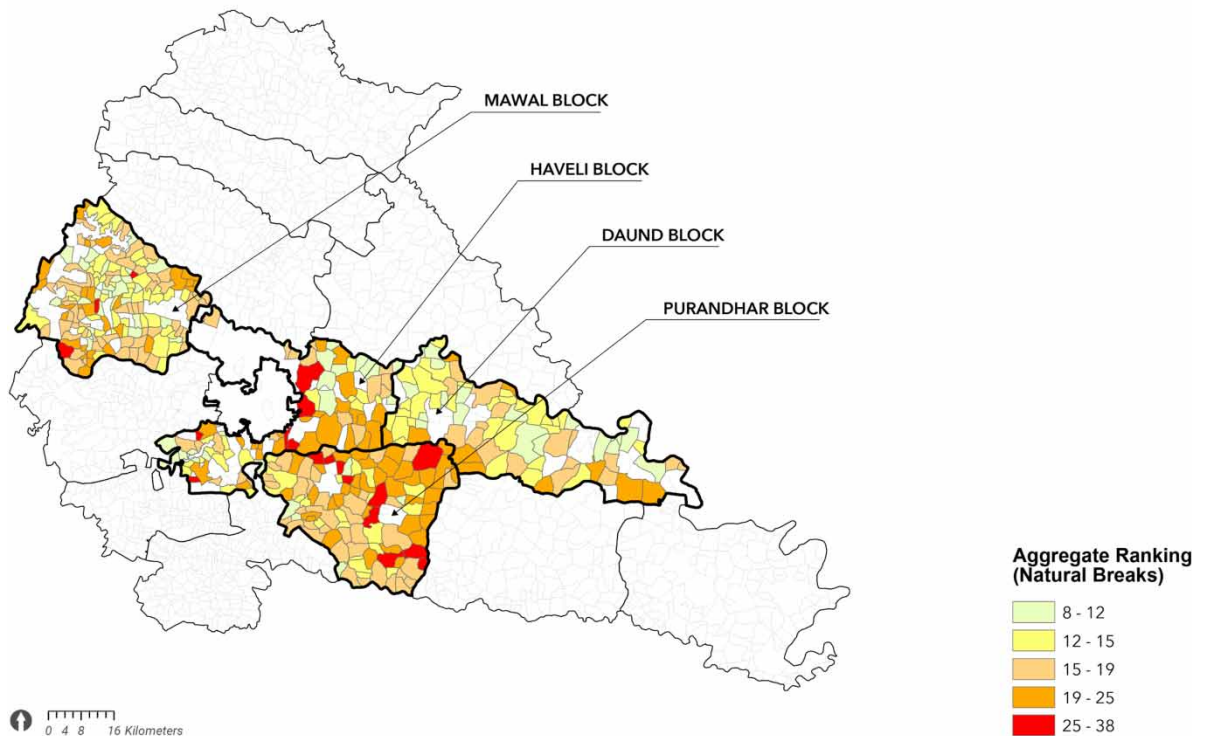 MAWAL BLOCK
HAVELI BLOCK
DAUND BLOCK
PURANDHAR BLOCK
Aggregate Ranking
(Natural Breaks)
8 - 12
12 - 15
15 - 19
19 - 25
25 - 38
0 4 8 16 Kilometers